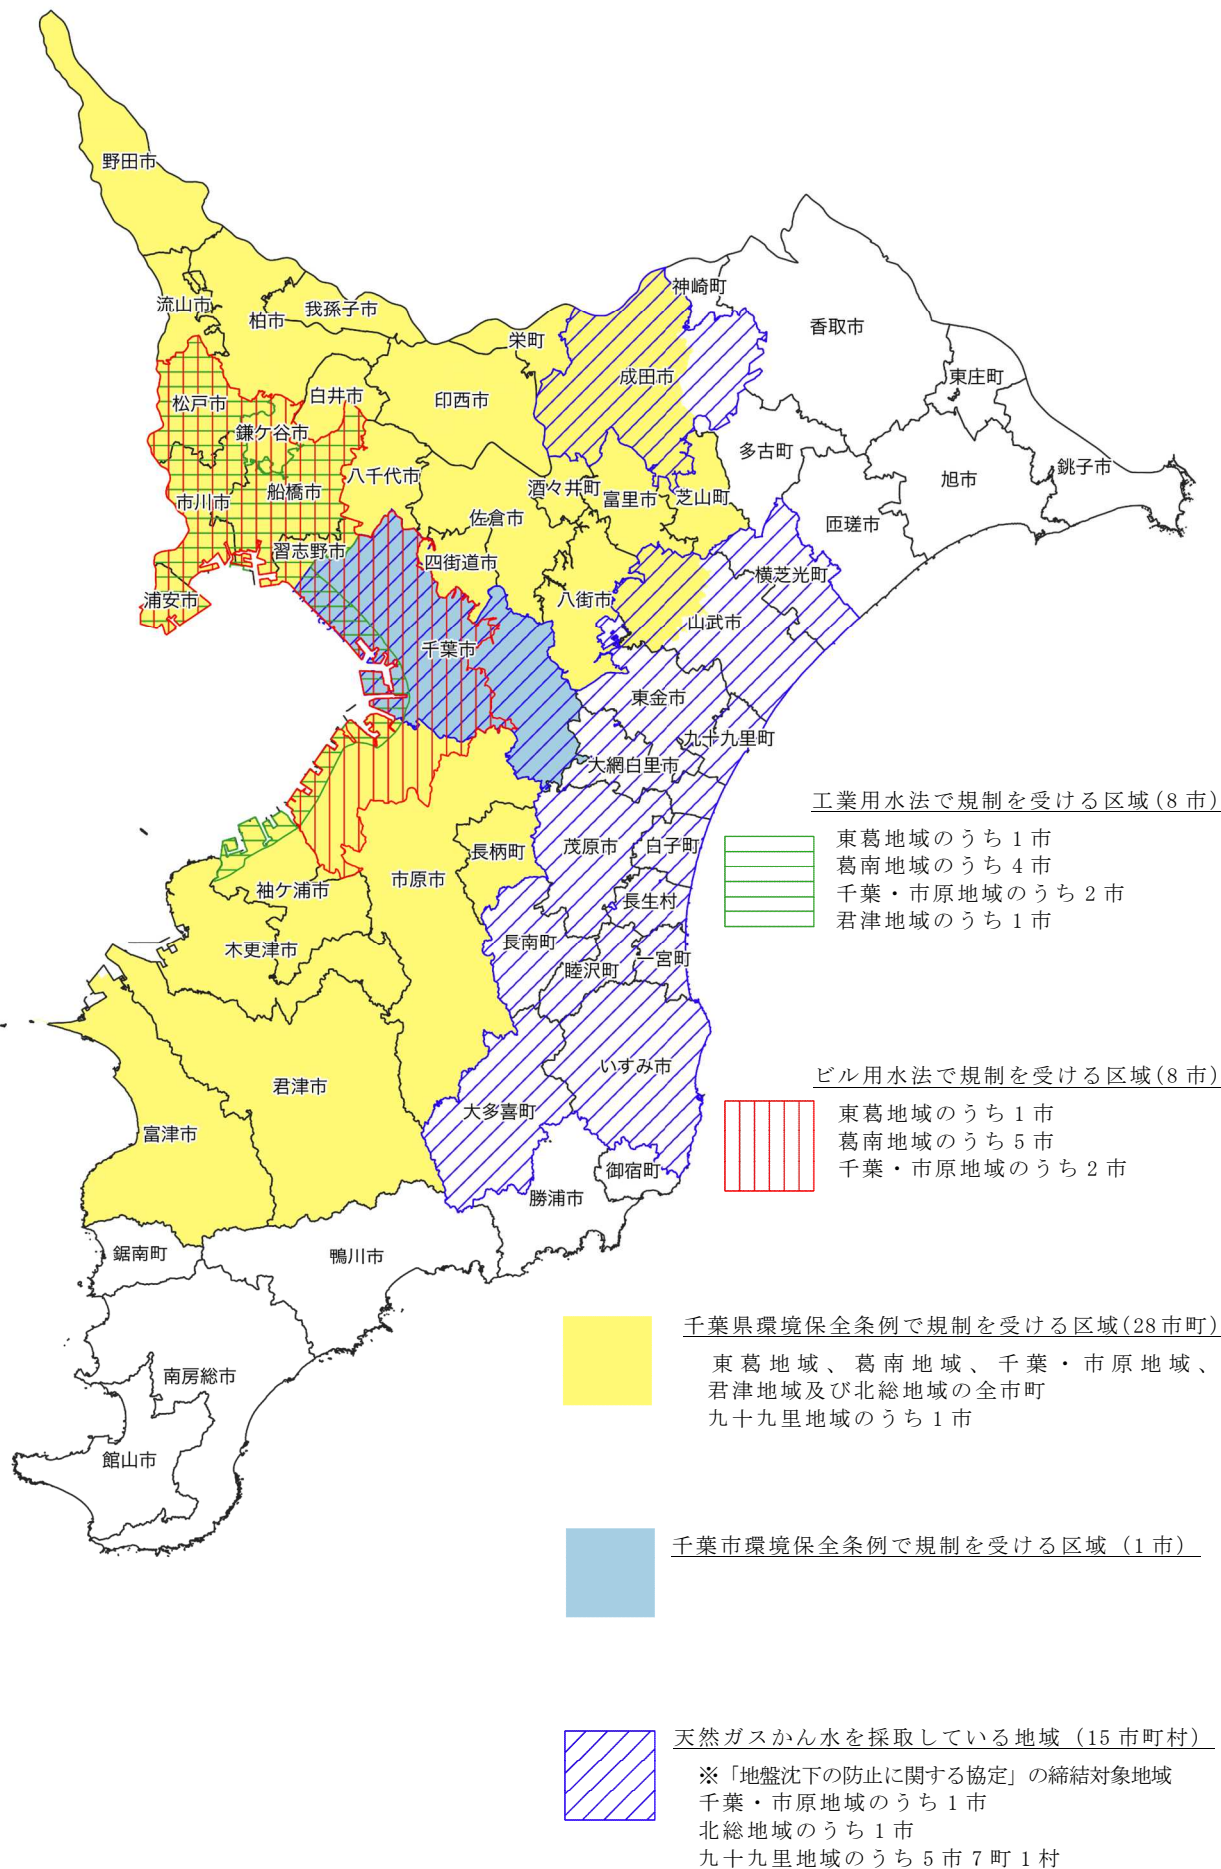 野田市
神崎町
流山市
我孫子市
柏市
香取市
栄町
成田市
東庄町
白井市
印西市
松戸市
鎌ケ谷市
多古町
銚子市
八千代市
旭市
船橋市
酒々井町
市川市
富里市
芝山町
佐倉市
匝瑳市
習志野市
四街道市
横芝光町
浦安市
八街市
山武市
千葉市
東金市
九十九里町
大網白里市
工業用水法で規制を受ける区域(8市)
東葛地域のうち1市
葛南地域のうち4市
千葉・市原地域のうち2市
君津地域のうち1市
茂原市
白子町
長柄町
市原市
袖ケ浦市
長生村
長南町
木更津市
一宮町
睦沢町
いすみ市
君津市
大多喜町
ビル用水法で規制を受ける区域(8市)
東葛地域のうち1市
葛南地域のうち5市
千葉・市原地域のうち2市
富津市
御宿町
勝浦市
鋸南町
鴨川市
千葉県環境保全条例で規制を受ける区域(28市町)
東葛地域、葛南地域、千葉・市原地域、
君津地域及び北総地域の全市町
九十九里地域のうち1市
南房総市
館山市
千葉市環境保全条例で規制を受ける区域（1市）
天然ガスかん水を採取している地域（15市町村）
※「地盤沈下の防止に関する協定」の締結対象地域
千葉・市原地域のうち1市
北総地域のうち1市
九十九里地域のうち5市7町1村